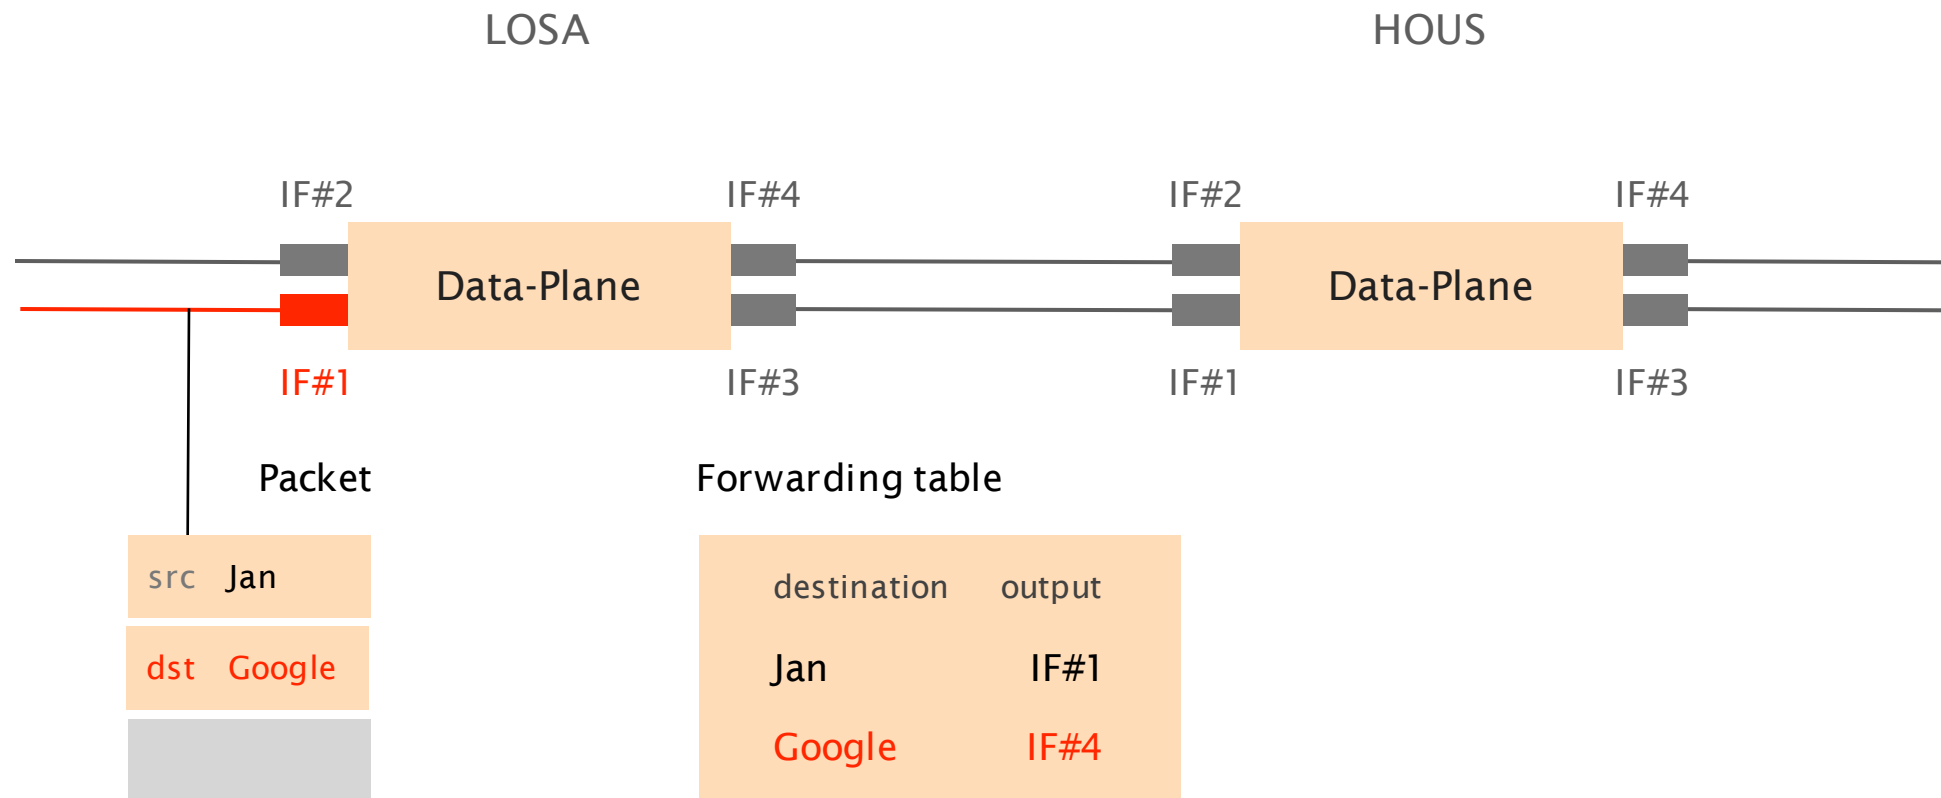 LOSA HOUS
IF#2 IF#4 IF#2 IF#4
Data-Plane Data-Plane
IF#1 IF#3 IF#1 IF#3
Packet Forwarding table
src Jan
destination output
dst Google
Jan IF#1
Google IF#4